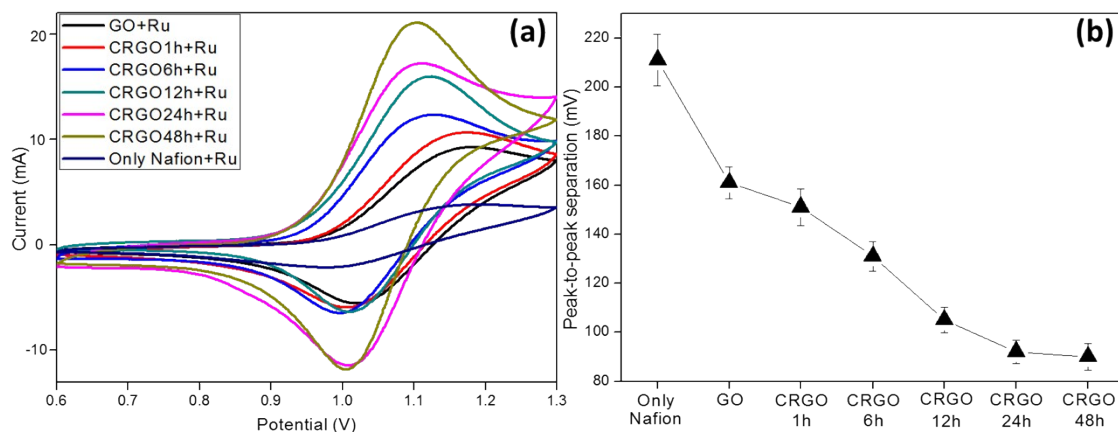 (a)
GO+Ru
CRGO1h+Ru
CRGO6h+Ru
CRGO12h+Ru
CRGO24h+Ru
CRGO48h+Ru
Only Nafion+Ru
Current (mA)
20
10
0
-10
0.6 0.7 0.8 0.9 1.0 1.1 1.2 1.3
Potential (V)
(b)
Peak-to-peak separation (mV)
220
200
180
160
140
120
100
80
Only Nafion
GO
CRGO 1h
CRGO 6h
CRGO 12h
CRGO 24h
CRGO 48h